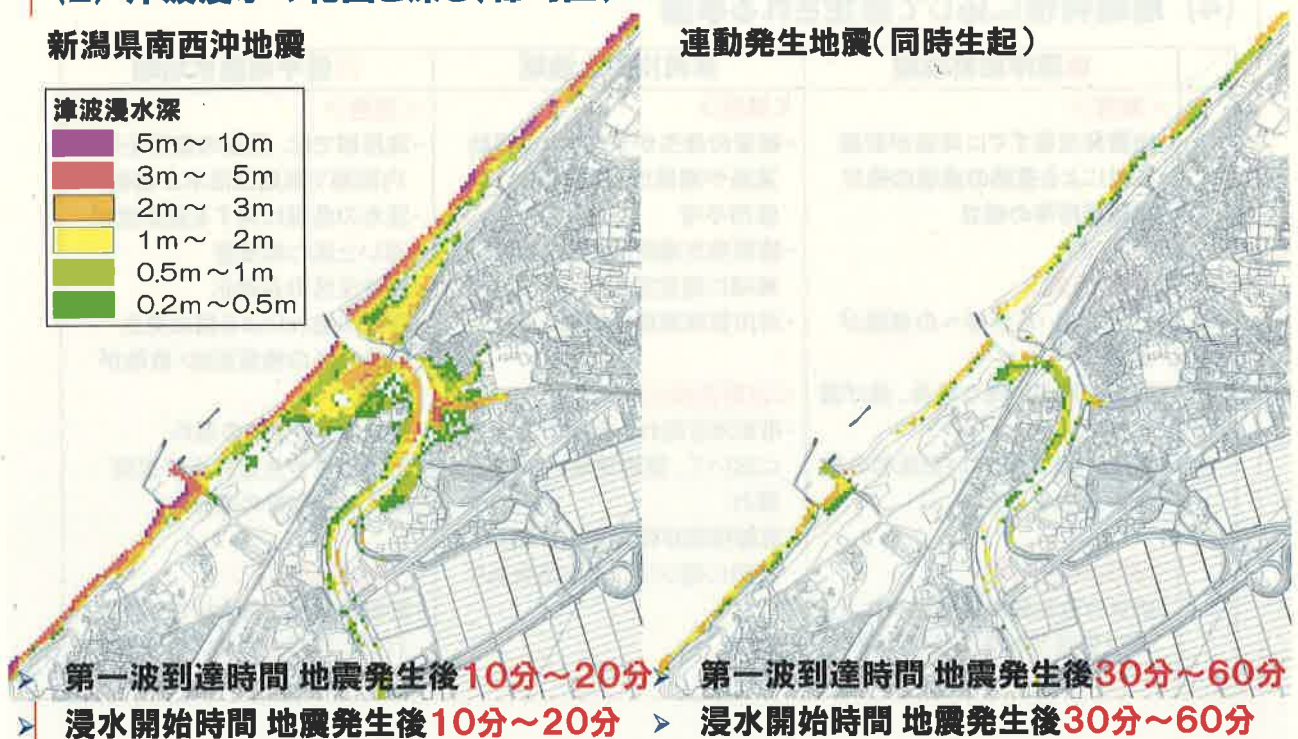 新潟県南西沖地震
津波浸水深
5m～10m
3m～ 5m
2m～ 3m
1m～ 2m
0.5m～1m
0.2m～0.5m
第一波到達時間 地震発生後10分～20分
浸水開始時間 地震発生後10分～20分
連動発生地震(同時生起)
第一波到達時間 地震発生後30分～60分
浸水開始時間 地震発生後30分～60分